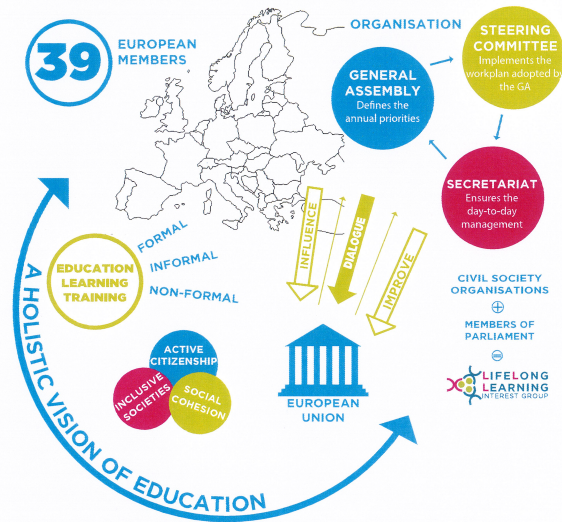 39
EUROPEAN
MEMBERS
ORGANISATION
GENERAL
ASSEMBLY
Defines the
annual priorities
STEERING
COMMITTEE
Implements the
workplan adopted by
the GA
SECRETARIAT
Ensures the
day-to-day
management
INFLUENCE
DIALOGUE
IMPROVE
EDUCATION
LEARNING
TRAINING
FORMAL
INFORMAL
NON-FORMAL
ACTIVE
CITIZENSHIP
INCLUSIVE
SOCIETIES
SOCIAL
COHESION
EUROPEAN
UNION
CIVIL SOCIETY
ORGANISATIONS
+
MEMBERS OF
PARLIAMENT
=
LIFELONG
LEARNING
INTEREST GROUP
A HOLISTIC VISION OF EDUCATION